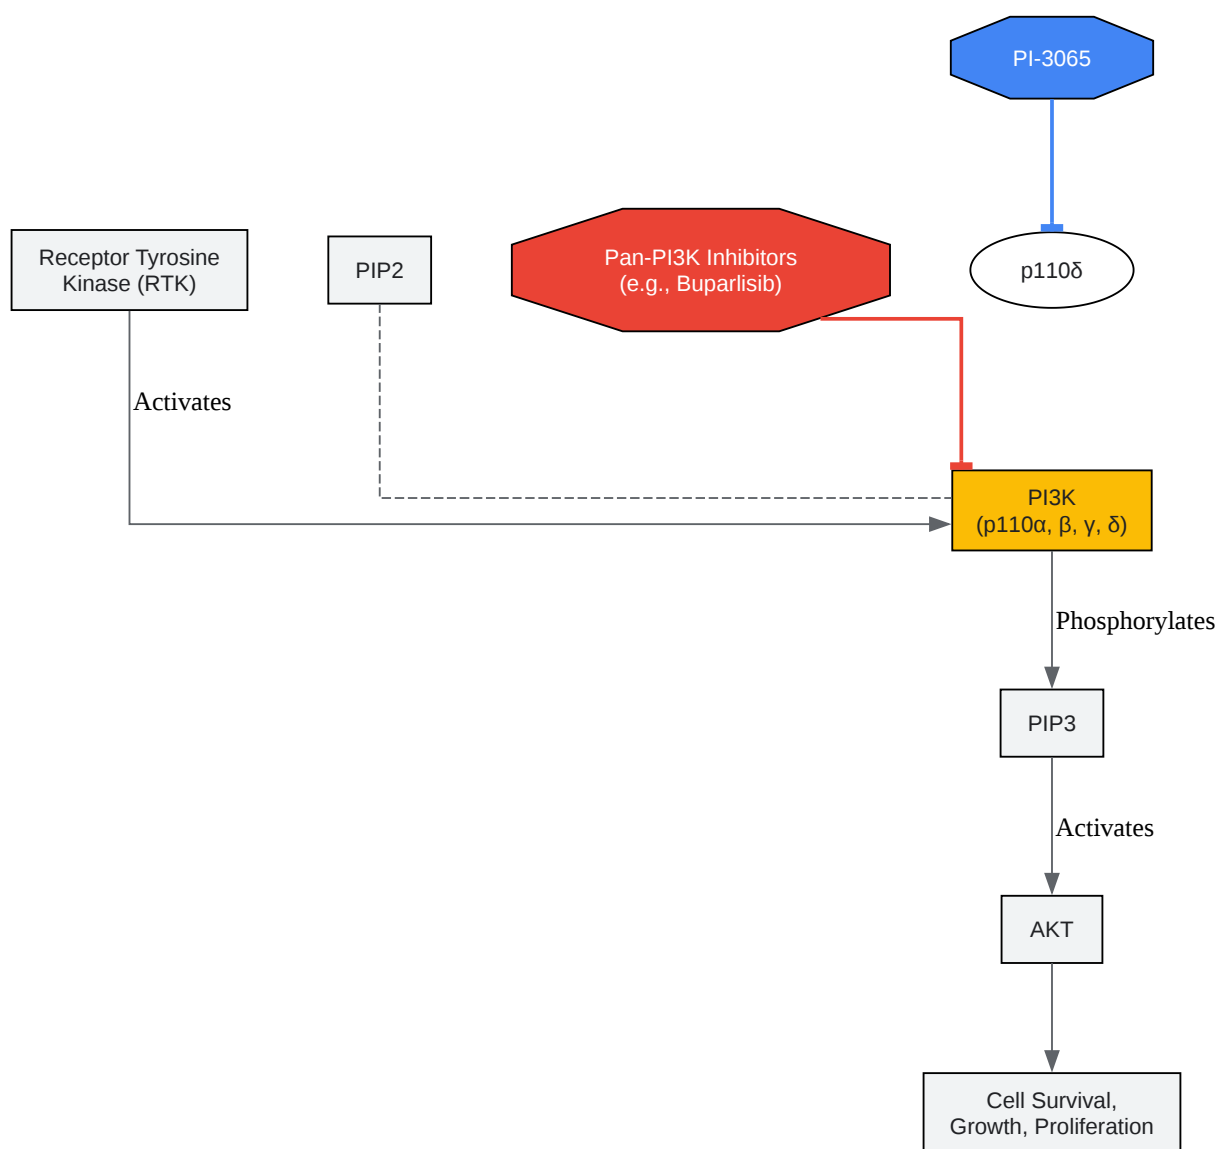 PI-3065
Receptor Tyrosine
Kinase (RTK)
PIP2
Pan-PI3K Inhibitors
(e.g., Buparlisib)
p110δ
Activates
PI3K
(p110α, β, γ, δ)
Phosphorylates
PIP3
Activates
AKT
Cell Survival,
Growth, Proliferation